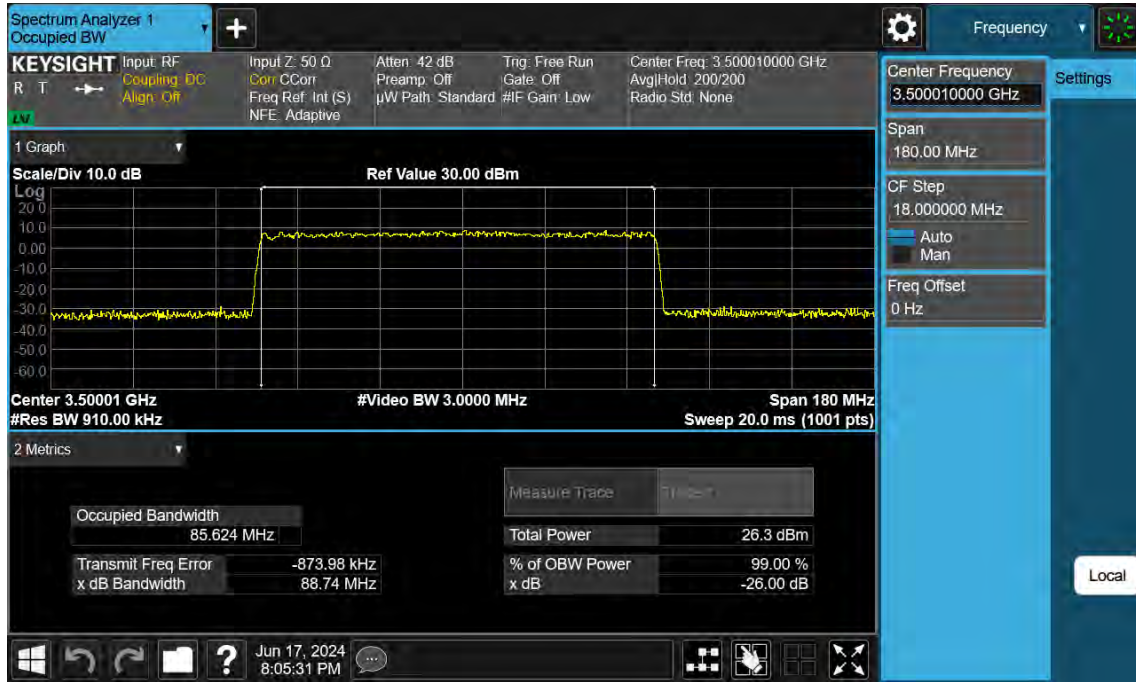 Spectrum Analyzer 1
Occupied BW
Frequency
KEYSIGHT
R T
LV
Input: RF
Coupling: DC
Align: Off
Input Z: 50 Ω
Corr CCorr
Freq Ref: Int (S)
NFE: Adaptive
Atten: 42 dB
Preamp: Off
µW Path: Standard
Trig: Free Run
Gate: Off
#IF Gain: Low
Center Freq: 3.500010000 GHz
Avg|Hold: 200/200
Radio Std: None
Center Frequency
3.500010000 GHz
Settings
Span
180.00 MHz
CF Step
18.000000 MHz
Auto
Man
Freq Offset
0 Hz
Local
1 Graph
Scale/Div 10.0 dB
Ref Value 30.00 dBm
Log
20.0
10.0
0.00
-10.0
-20.0
-30.0
-40.0
-50.0
-60.0
Center 3.50001 GHz
#Video BW 3.0000 MHz
Span 180 MHz
#Res BW 910.00 kHz
Sweep 20.0 ms (1001 pts)
2 Metrics
Measure Trace
Occupied Bandwidth
85.624 MHz
Total Power 26.3 dBm
Transmit Freq Error -873.98 kHz
% of OBW Power 99.00 %
x dB Bandwidth 88.74 MHz
x dB -26.00 dB
Jun 17, 2024
8:05:31 PM